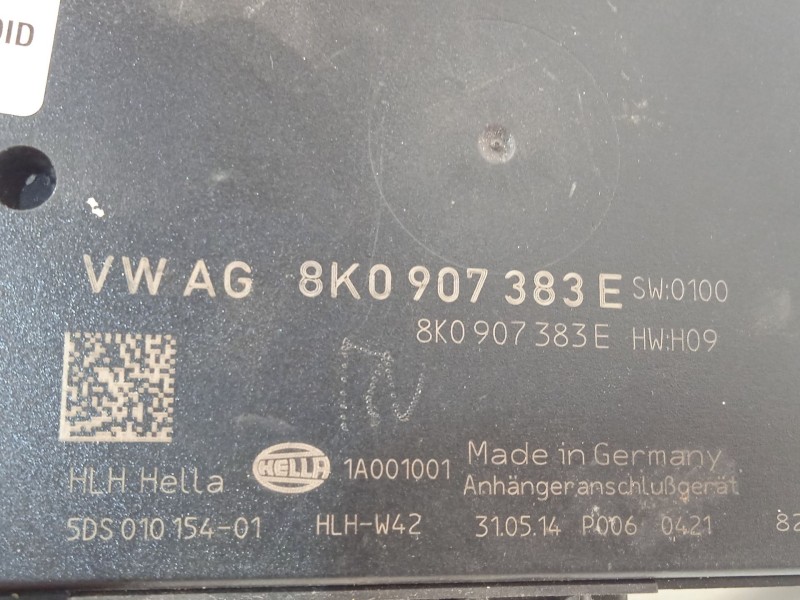 VW AG 8K0 907 383 E SW:0100
8K0 907 383 E HW:H09
HLH Hella HELLA 1A001001 Made in Germany
Anhängeranschlußgerät
5DS 010 154-01 HLH-W42 31.05.14 P006 0421